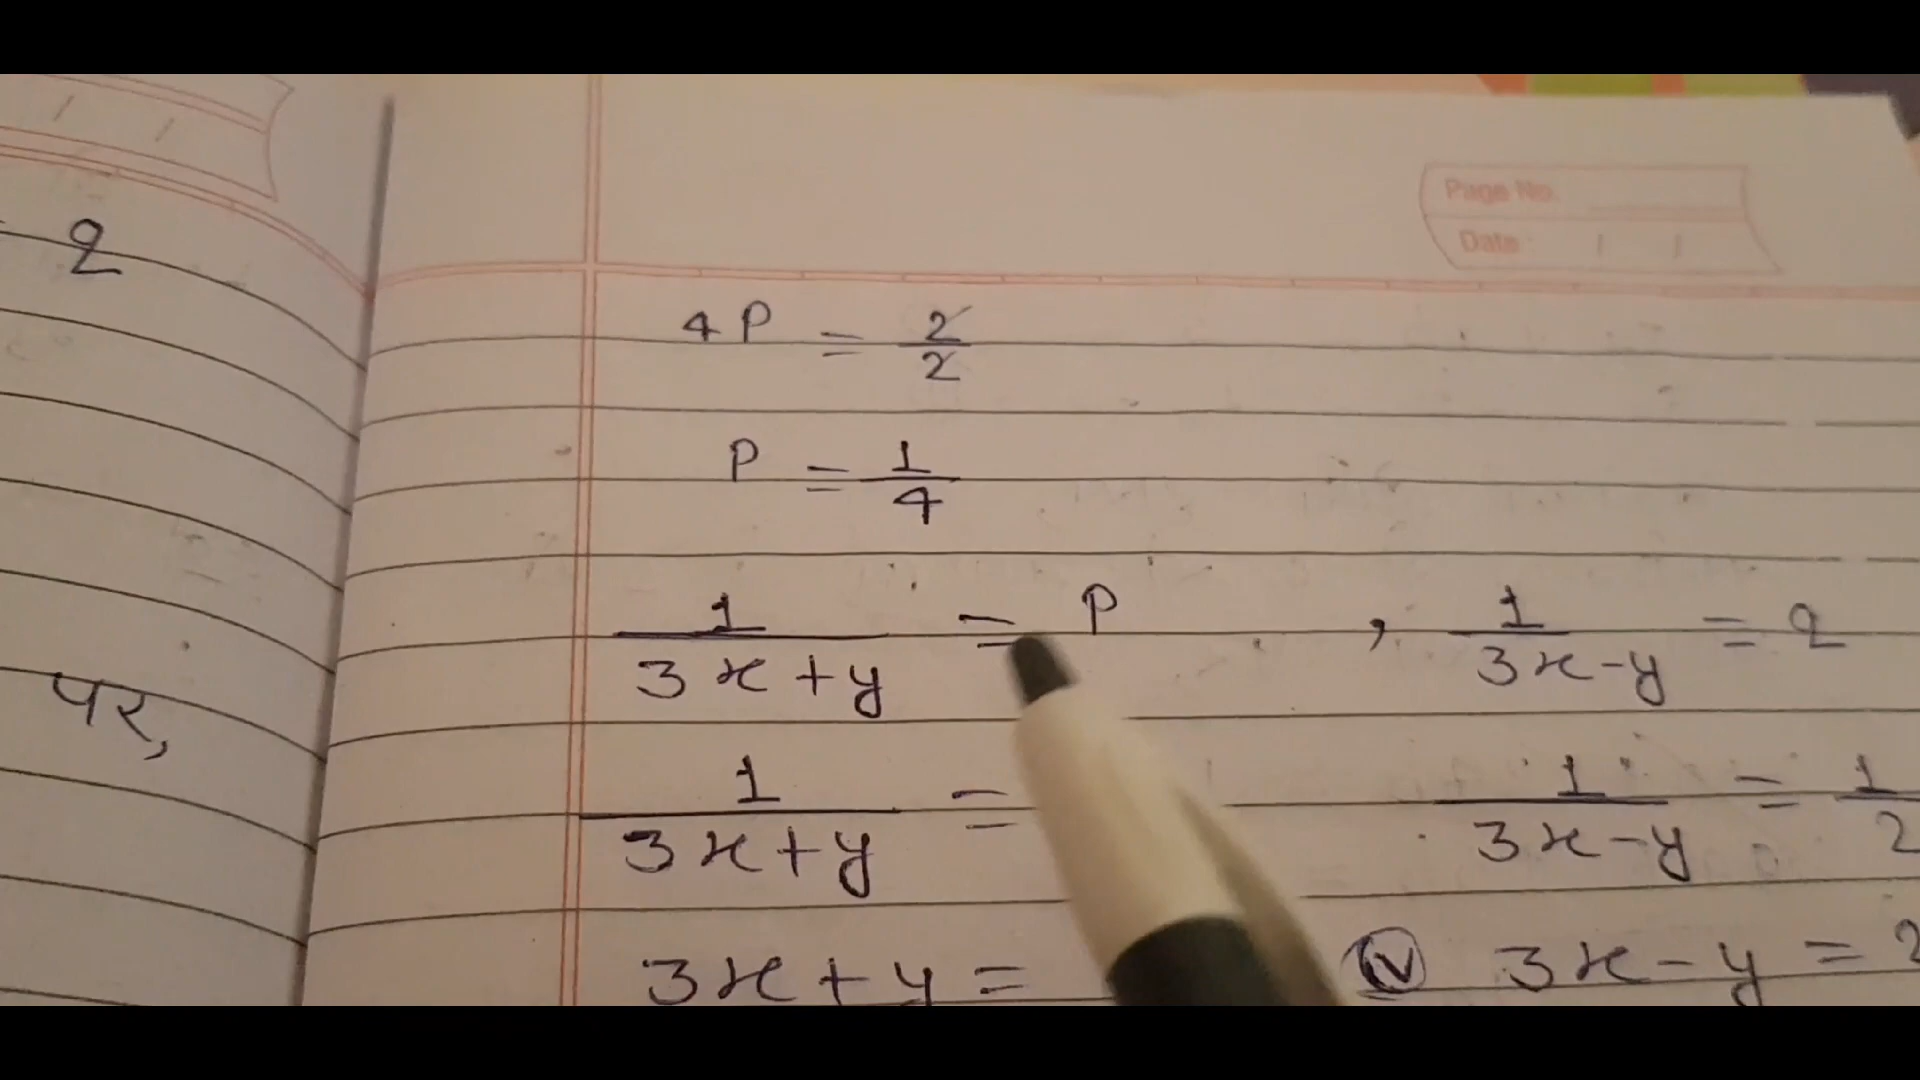 2
पर,
Page No.
Date
4P = 2/2
P = 1/4
1/(3x+y) = P , 1/(3x-y) = q
1/(3x+y) = 1/(3x-y) = 1/2
3x+y = (iv) 3x-y = 2